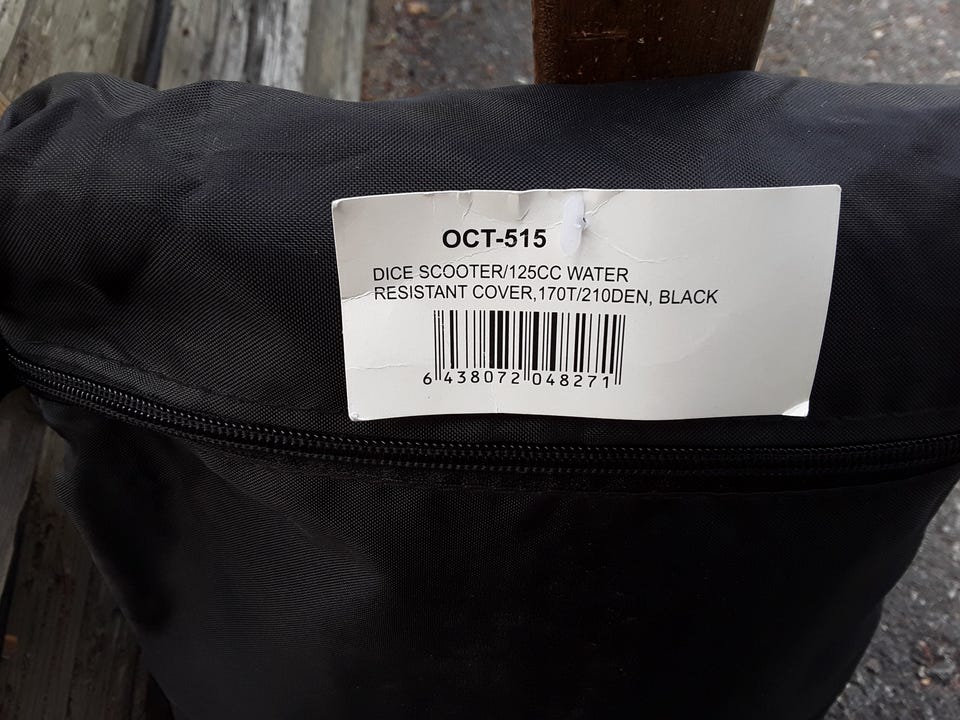 OCT-515
DICE SCOOTER/125CC WATER
RESISTANT COVER,170T/210DEN, BLACK
6 438072 048271